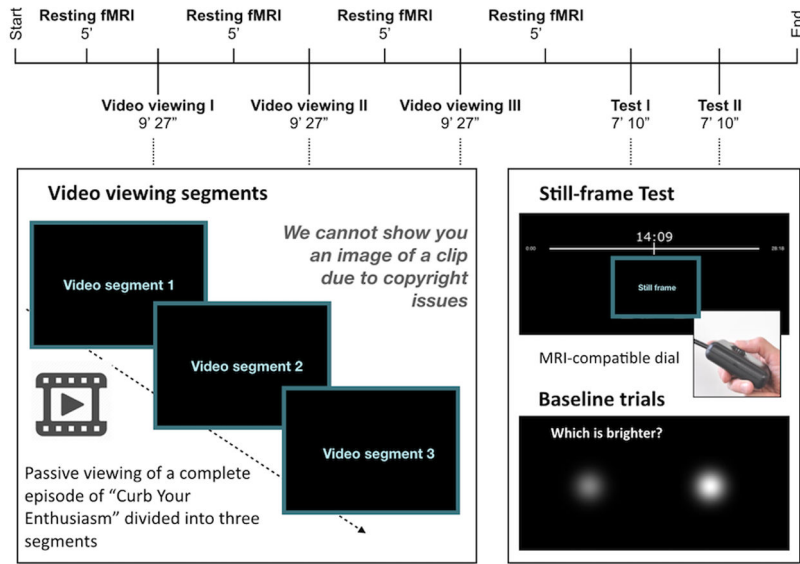 Start
Resting fMRI
5'
Resting fMRI
5'
Resting fMRI
5'
Resting fMRI
5'
End
Video viewing I
9' 27"
Video viewing II
9' 27"
Video viewing III
9' 27"
Test I
7' 10"
Test II
7' 10"
Video viewing segments
We cannot show you
an image of a clip
due to copyright
issues
Video segment 1
Video segment 2
Video segment 3
Passive viewing of a complete
episode of “Curb Your
Enthusiasm” divided into three
segments
Still-frame Test
14:09
0:00
Still frame
MRI-compatible dial
Baseline trials
Which is brighter?